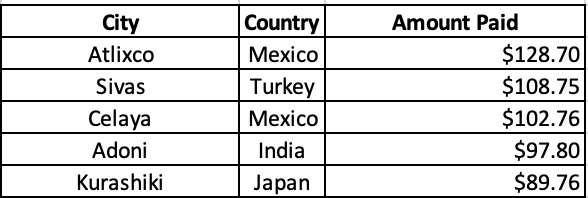 City Country Amount Paid
Atlixco Mexico $128.70
Sivas Turkey $108.75
Celaya Mexico $102.76
Adoni India $97.80
Kurashiki Japan $89.76